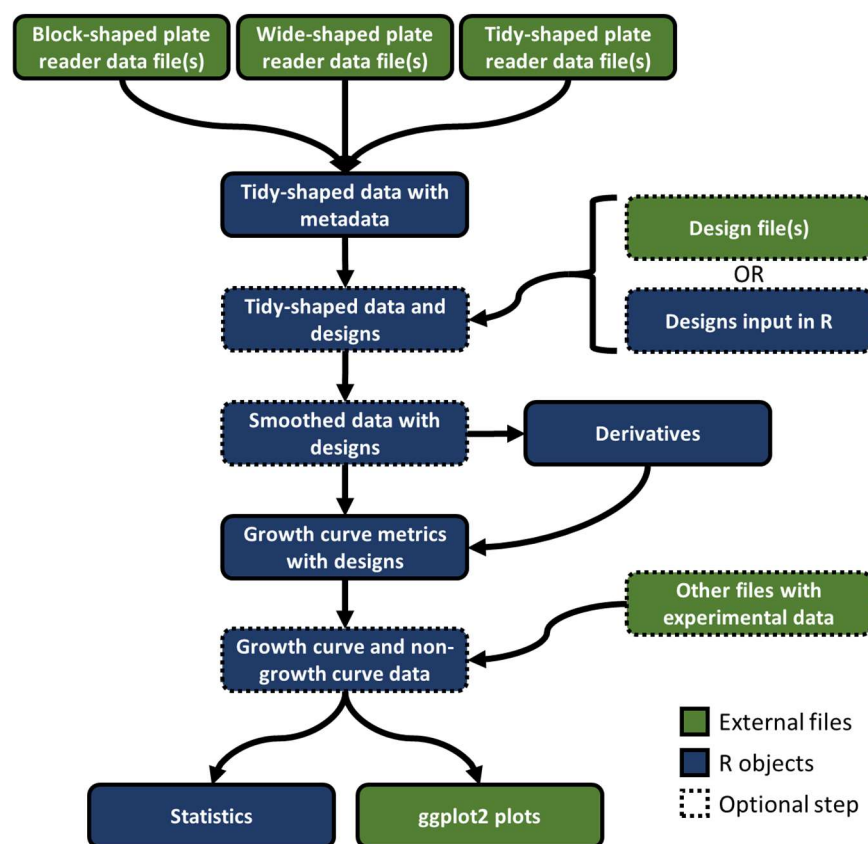 Block-shaped plate
reader data file(s)
Wide-shaped plate
reader data file(s)
Tidy-shaped plate
reader data file(s)
Tidy-shaped data with
metadata
Design file(s)
OR
Designs input in R
Tidy-shaped data and
designs
Smoothed data with
designs
Derivatives
Growth curve metrics
with designs
Other files with
experimental data
Growth curve and non-
growth curve data
Statistics
ggplot2 plots
External files
R objects
Optional step